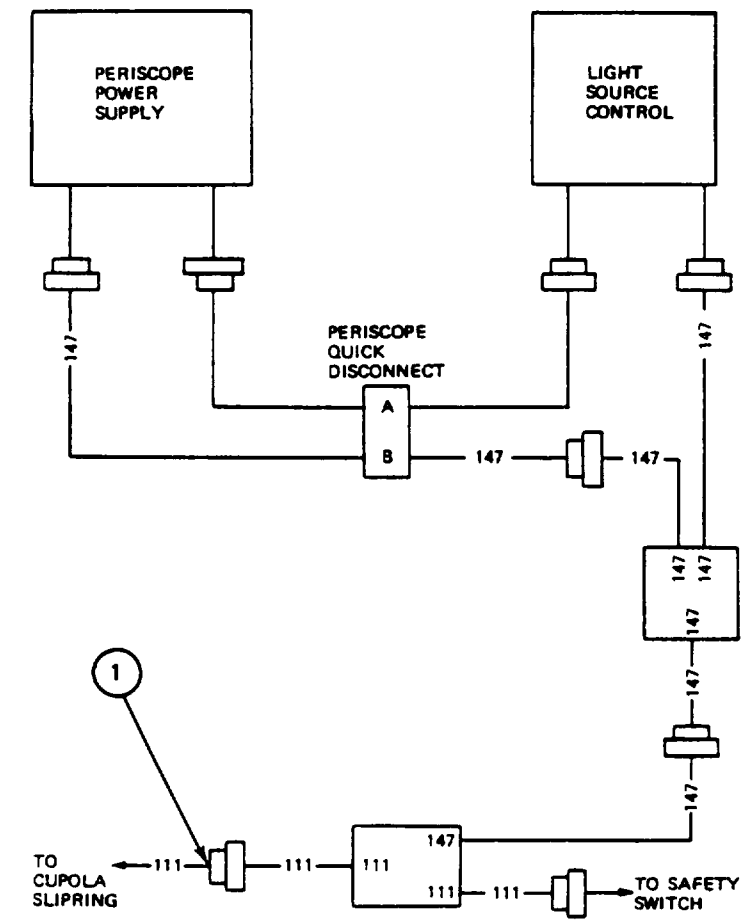 PERISCOPE
POWER
SUPPLY
LIGHT
SOURCE
CONTROL
147
147
PERISCOPE
QUICK
DISCONNECT
A
B
147
147
147
147
147
147
147
1
147
111
111
111
111
111
TO
CUPOLA
SLIPRING
TO SAFETY
SWITCH